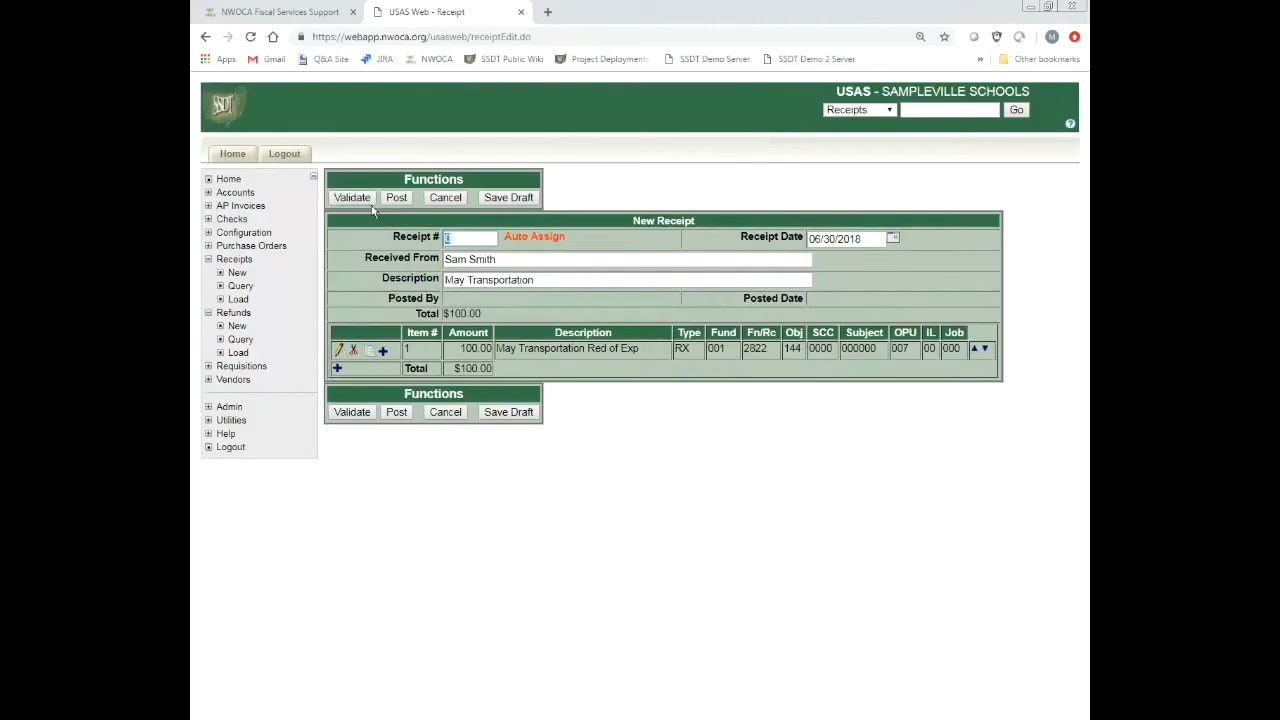 NWOCA Fiscal Services Support
USAS Web - Receipt
https://webapp.nwoca.org/usasweb/receiptEdit.do
Apps Gmail Q&A Site JIRA NWOCA SSDT Public Wiki Project Deployments SSDT Demo Server SSDT Demo 2 Server » Other bookmarks
SSDT
USAS - SAMPLEVILLE SCHOOLS
Receipts Go
Home Logout
Home
Accounts
AP Invoices
Checks
Configuration
Purchase Orders
Receipts
New
Query
Load
Refunds
New
Query
Load
Requisitions
Vendors
Admin
Utilities
Help
Logout
Functions
Validate Post Cancel Save Draft
New Receipt
Receipt # 0 Auto Assign Receipt Date 06/30/2018
Received From Sam Smith
Description May Transportation
Posted By Posted Date
Total $100.00
Item # Amount Description Type Fund Fn/Rc Obj SCC Subject OPU IL Job
1 100.00 May Transportation Red of Exp RX 001 2822 144 0000 000000 007 00 000
Total $100.00
Functions
Validate Post Cancel Save Draft